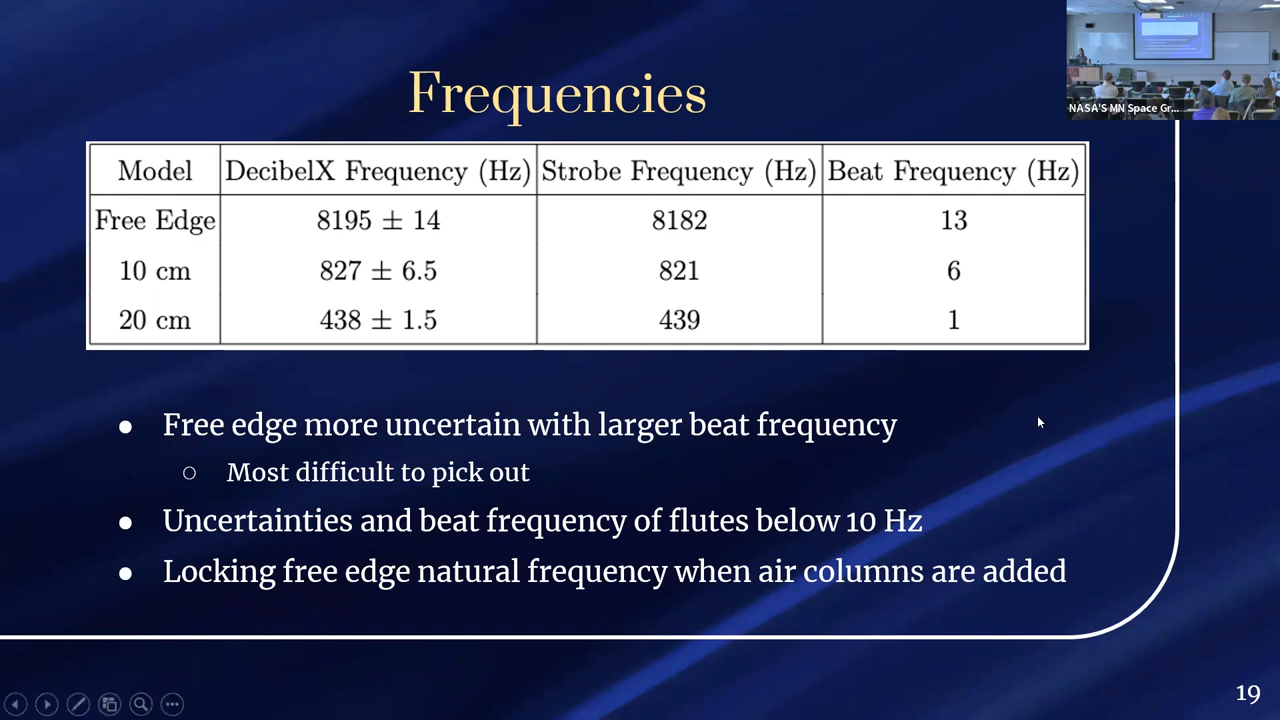 Frequencies
NASA'S MN Space Gr...
Model DecibelX Frequency (Hz) Strobe Frequency (Hz) Beat Frequency (Hz)
Free Edge 8195 ± 14 8182 13
10 cm 827 ± 6.5 821 6
20 cm 438 ± 1.5 439 1
● Free edge more uncertain with larger beat frequency
○ Most difficult to pick out
● Uncertainties and beat frequency of flutes below 10 Hz
● Locking free edge natural frequency when air columns are added
19